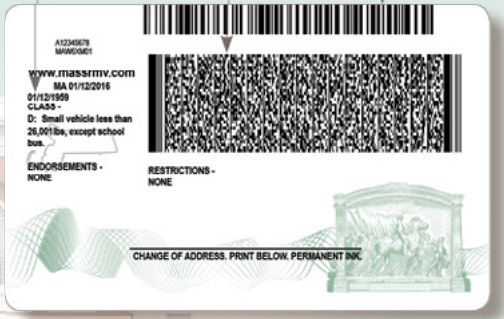 A12345678
MAW6XM01
www.massrmv.com
MA 01/12/2016
01/12/1959
CLASS -
D: Small vehicle less than
26,001lbs, except school
bus.
ENDORSEMENTS -
NONE
RESTRICTIONS -
NONE
CHANGE OF ADDRESS. PRINT BELOW. PERMANENT INK.